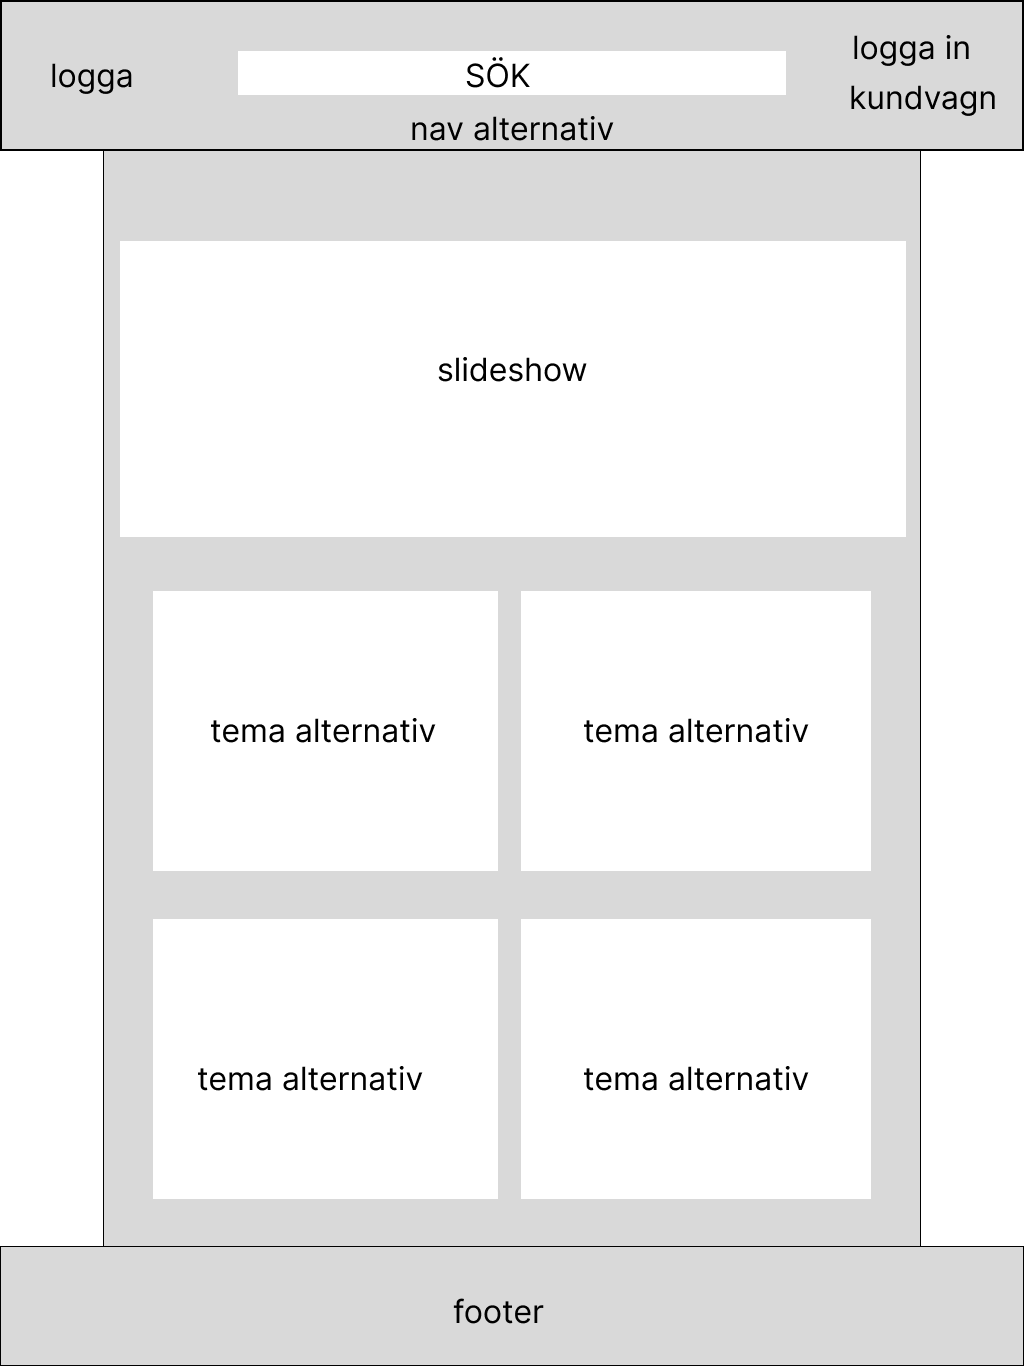 logga
SÖK
logga in
kundvagn
nav alternativ
slideshow
tema alternativ
tema alternativ
tema alternativ
tema alternativ
footer